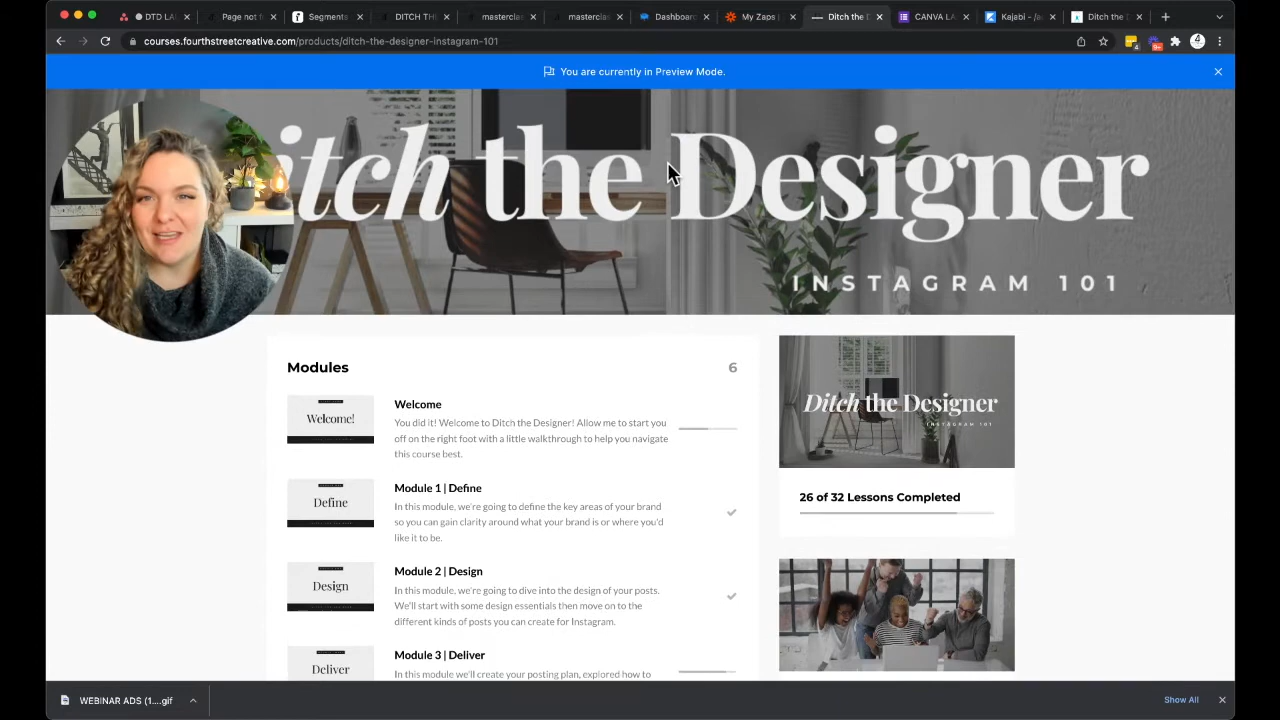 DTD LA
Page not f
Segments
DITCH TH
masterclas
masterclas
Dashboard
My Zaps
Ditch the D
CANVA LA
Kajabi - /a
Ditch the D
courses.fourthstreetcreative.com/products/ditch-the-designer-instagram-101
You are currently in Preview Mode.
itch the Designer
INSTAGRAM 101
Modules
6
Welcome!
Welcome
You did it! Welcome to Ditch the Designer! Allow me to start you
off on the right foot with a little walkthrough to help you navigate
this course best.
Define
Module 1 | Define
In this module, we're going to define the key areas of your brand
so you can gain clarity around what your brand is or where you'd
like it to be.
Design
Module 2 | Design
In this module, we're going to dive into the design of your posts.
We'll start with some design essentials then move on to the
different kinds of posts you can create for Instagram.
Deliver
Module 3 | Deliver
In this module we'll create your posting plan, explored how to
Ditch the Designer
INSTAGRAM 101
26 of 32 Lessons Completed
WEBINAR ADS (1....gif
Show All